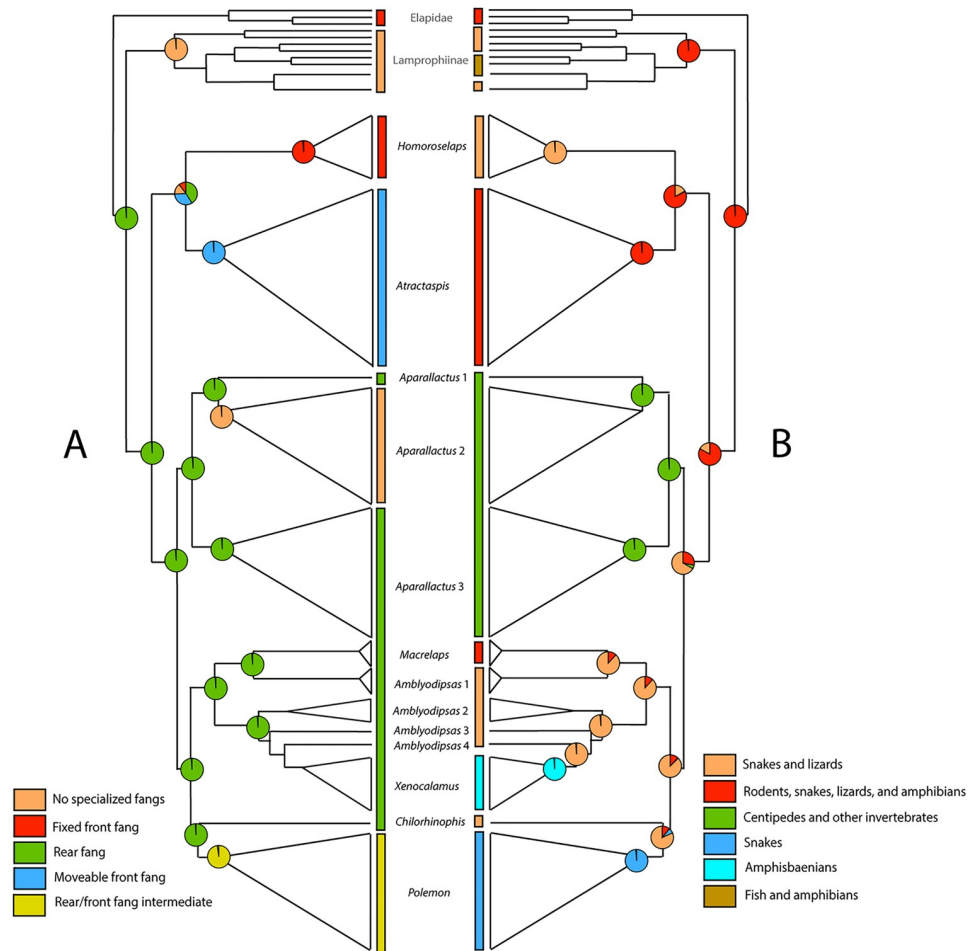 Elapidae
Lamprophiinae
Homoroselaps
Atractaspis
Aparallactus 1
A
B
Aparallactus 2
Aparallactus 3
Macrelaps
Amblyodipsas 1
Amblyodipsas 2
Amblyodipsas 3
Amblyodipsas 4
Xenocalamus
Chilorhinophis
Polemon
No specialized fangs
Fixed front fang
Rear fang
Moveable front fang
Rear/front fang intermediate
Snakes and lizards
Rodents, snakes, lizards, and amphibians
Centipedes and other invertebrates
Snakes
Amphisbaenians
Fish and amphibians